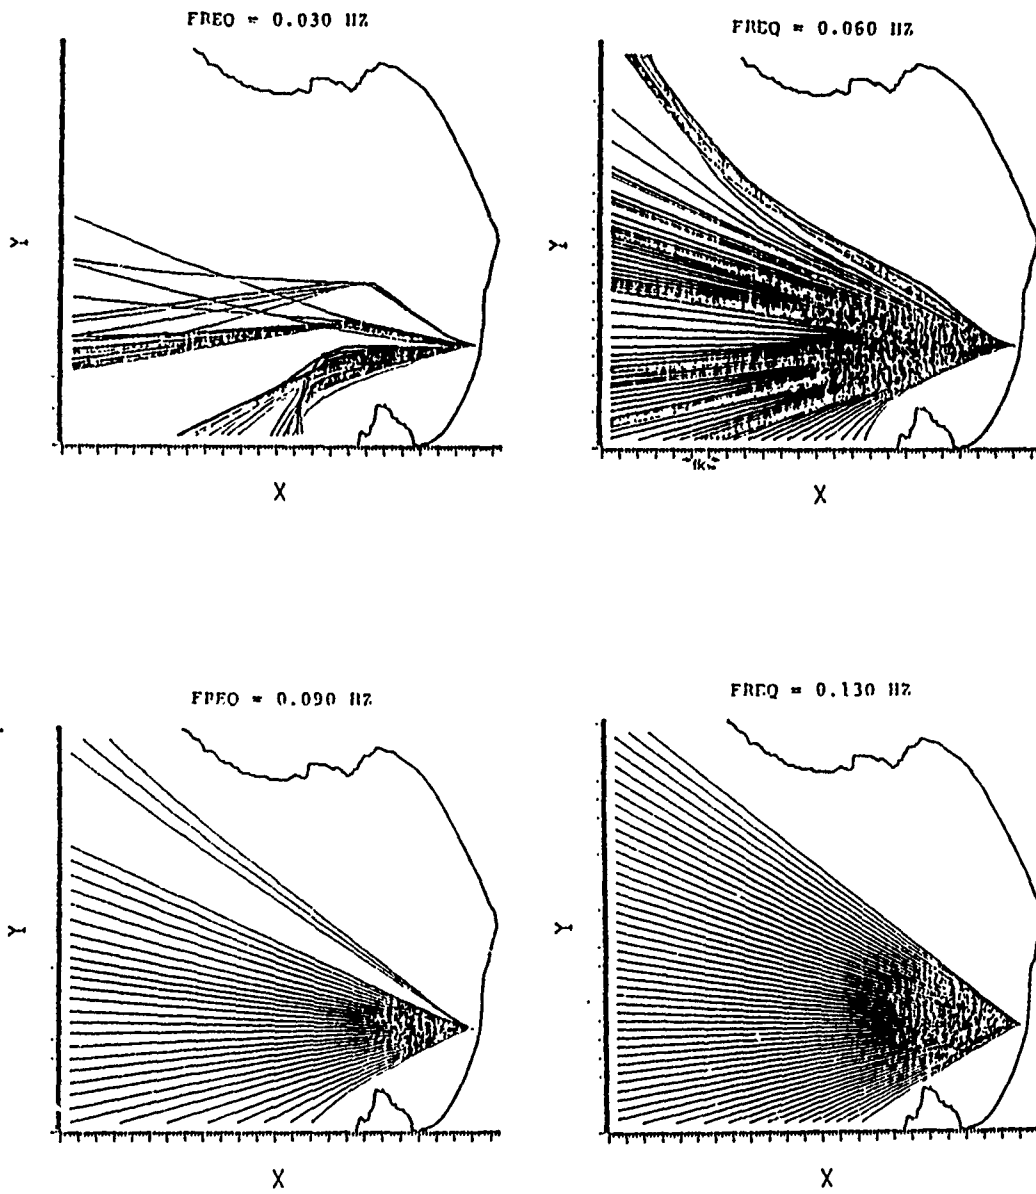 FREQ = 0.030 HZ
FREQ = 0.060 HZ
Y
X
Y
X
FREQ = 0.090 HZ
FREQ = 0.130 HZ
Y
X
Y
X